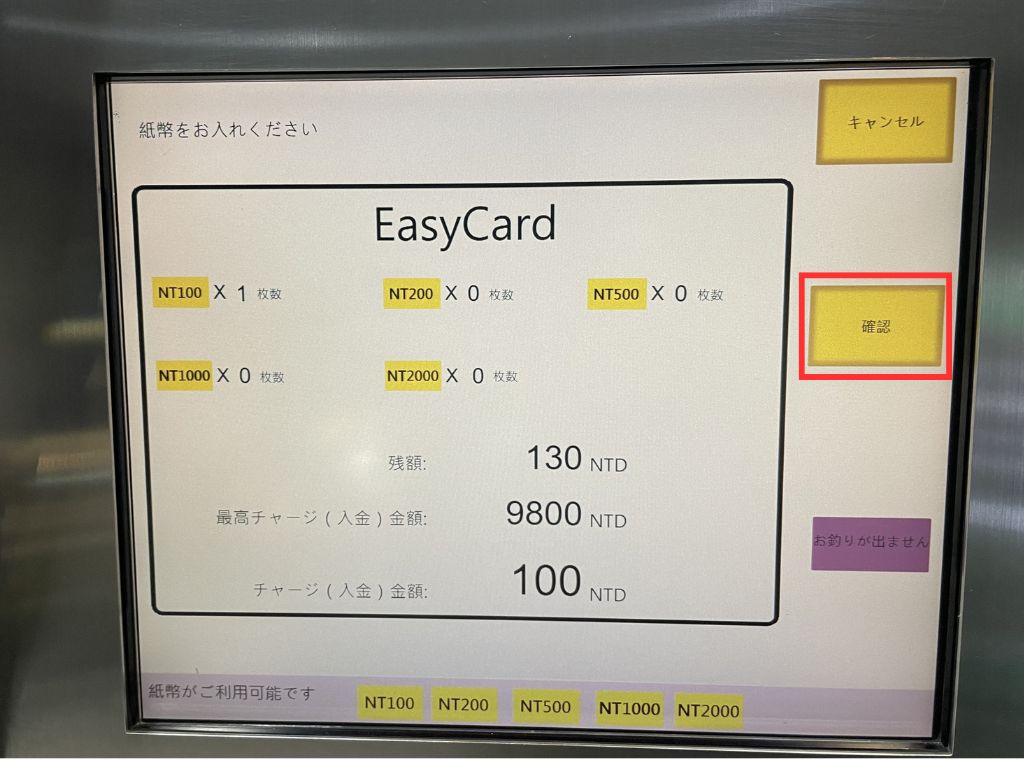 紙幣をお入れください
キャンセル
EasyCard
NT100 X 1 枚数 NT200 X 0 枚数 NT500 X 0 枚数
確認
NT1000 X 0 枚数 NT2000 X 0 枚数
残額: 130 NTD
最高チャージ(入金)金額: 9800 NTD
お釣りが出ません
チャージ(入金)金額: 100 NTD
紙幣がご利用可能です NT100 NT200 NT500 NT1000 NT2000